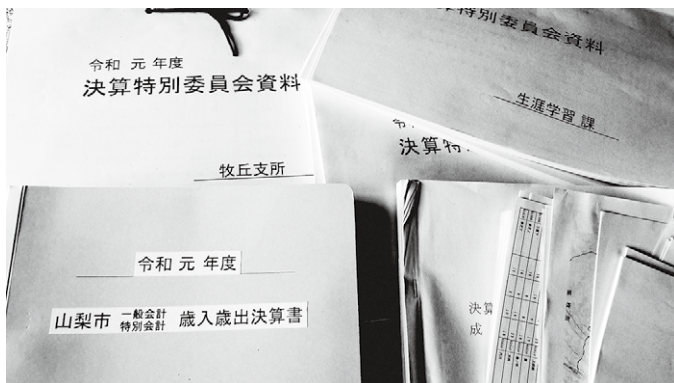 令和 元 年度
決算特別委員会資料
牧丘支所
特別委員会資料
生涯学習 課
令
決算特
令和 元 年度
山梨市 一般会計 特別会計 歳入歳出決算書
決算
成